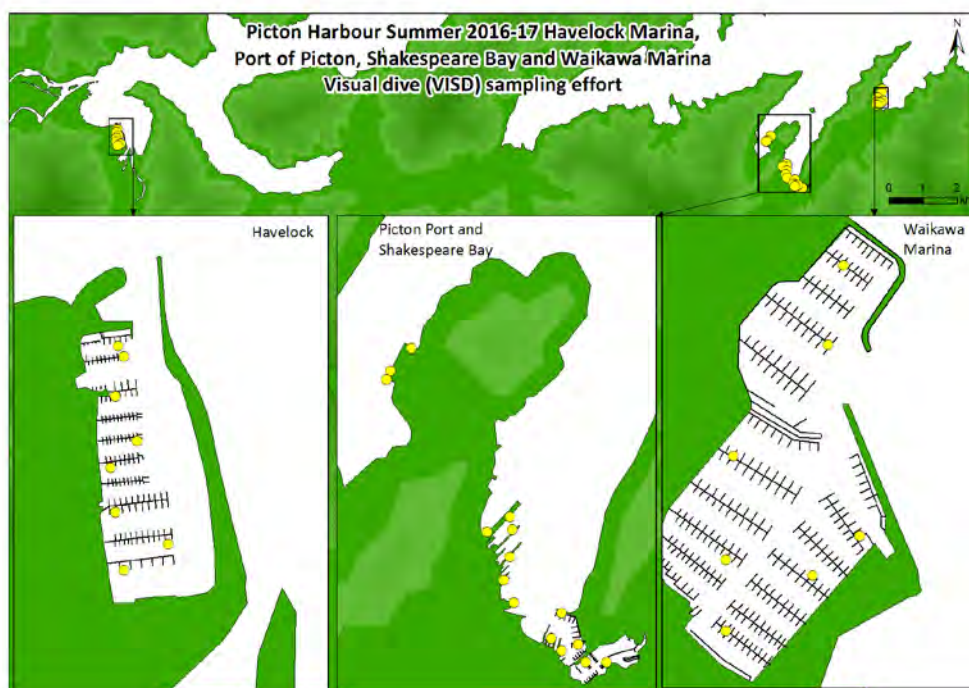 Picton Harbour Summer 2016-17 Havelock Marina,
Port of Picton, Shakespeare Bay and Waikawa Marina
Visual dive (VISD) sampling effort
N
0 1 2
Havelock
Picton Port and
Shakespeare Bay
Waikawa
Marina